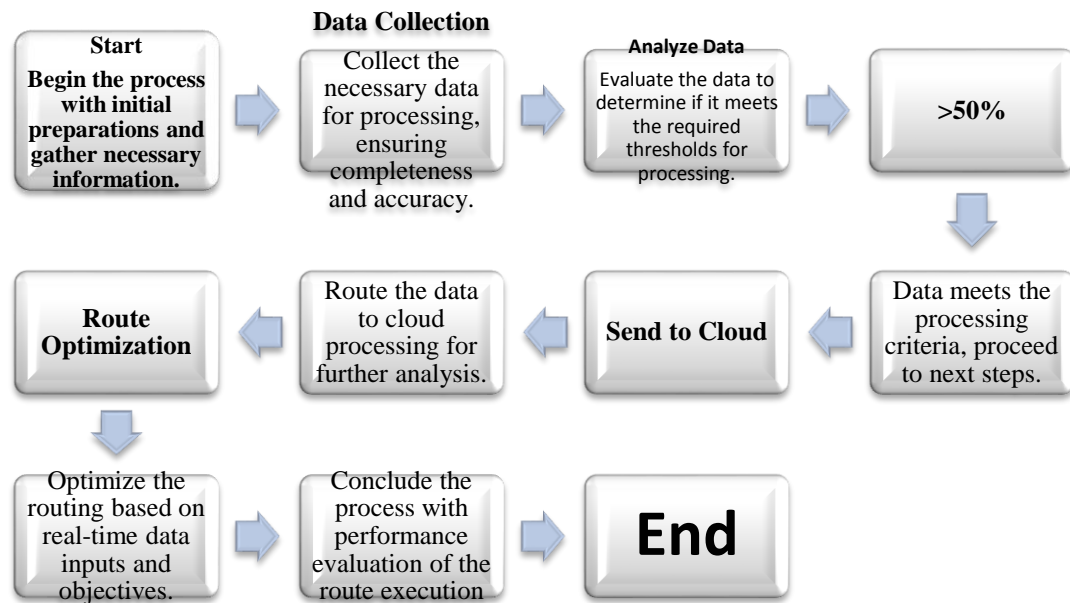 Start
Begin the process
with initial
preparations and
gather necessary
information.
Data Collection
Collect the
necessary data
for processing,
ensuring
completeness
and accuracy.
Analyze Data
Evaluate the data to
determine if it meets
the required
thresholds for
processing.
>50%
Data meets the
processing
criteria, proceed
to next steps.
Send to Cloud
Route the data
to cloud
processing for
further analysis.
Route
Optimization
Optimize the
routing based on
real-time data
inputs and
objectives.
Conclude the
process with
performance
evaluation of the
route execution
End